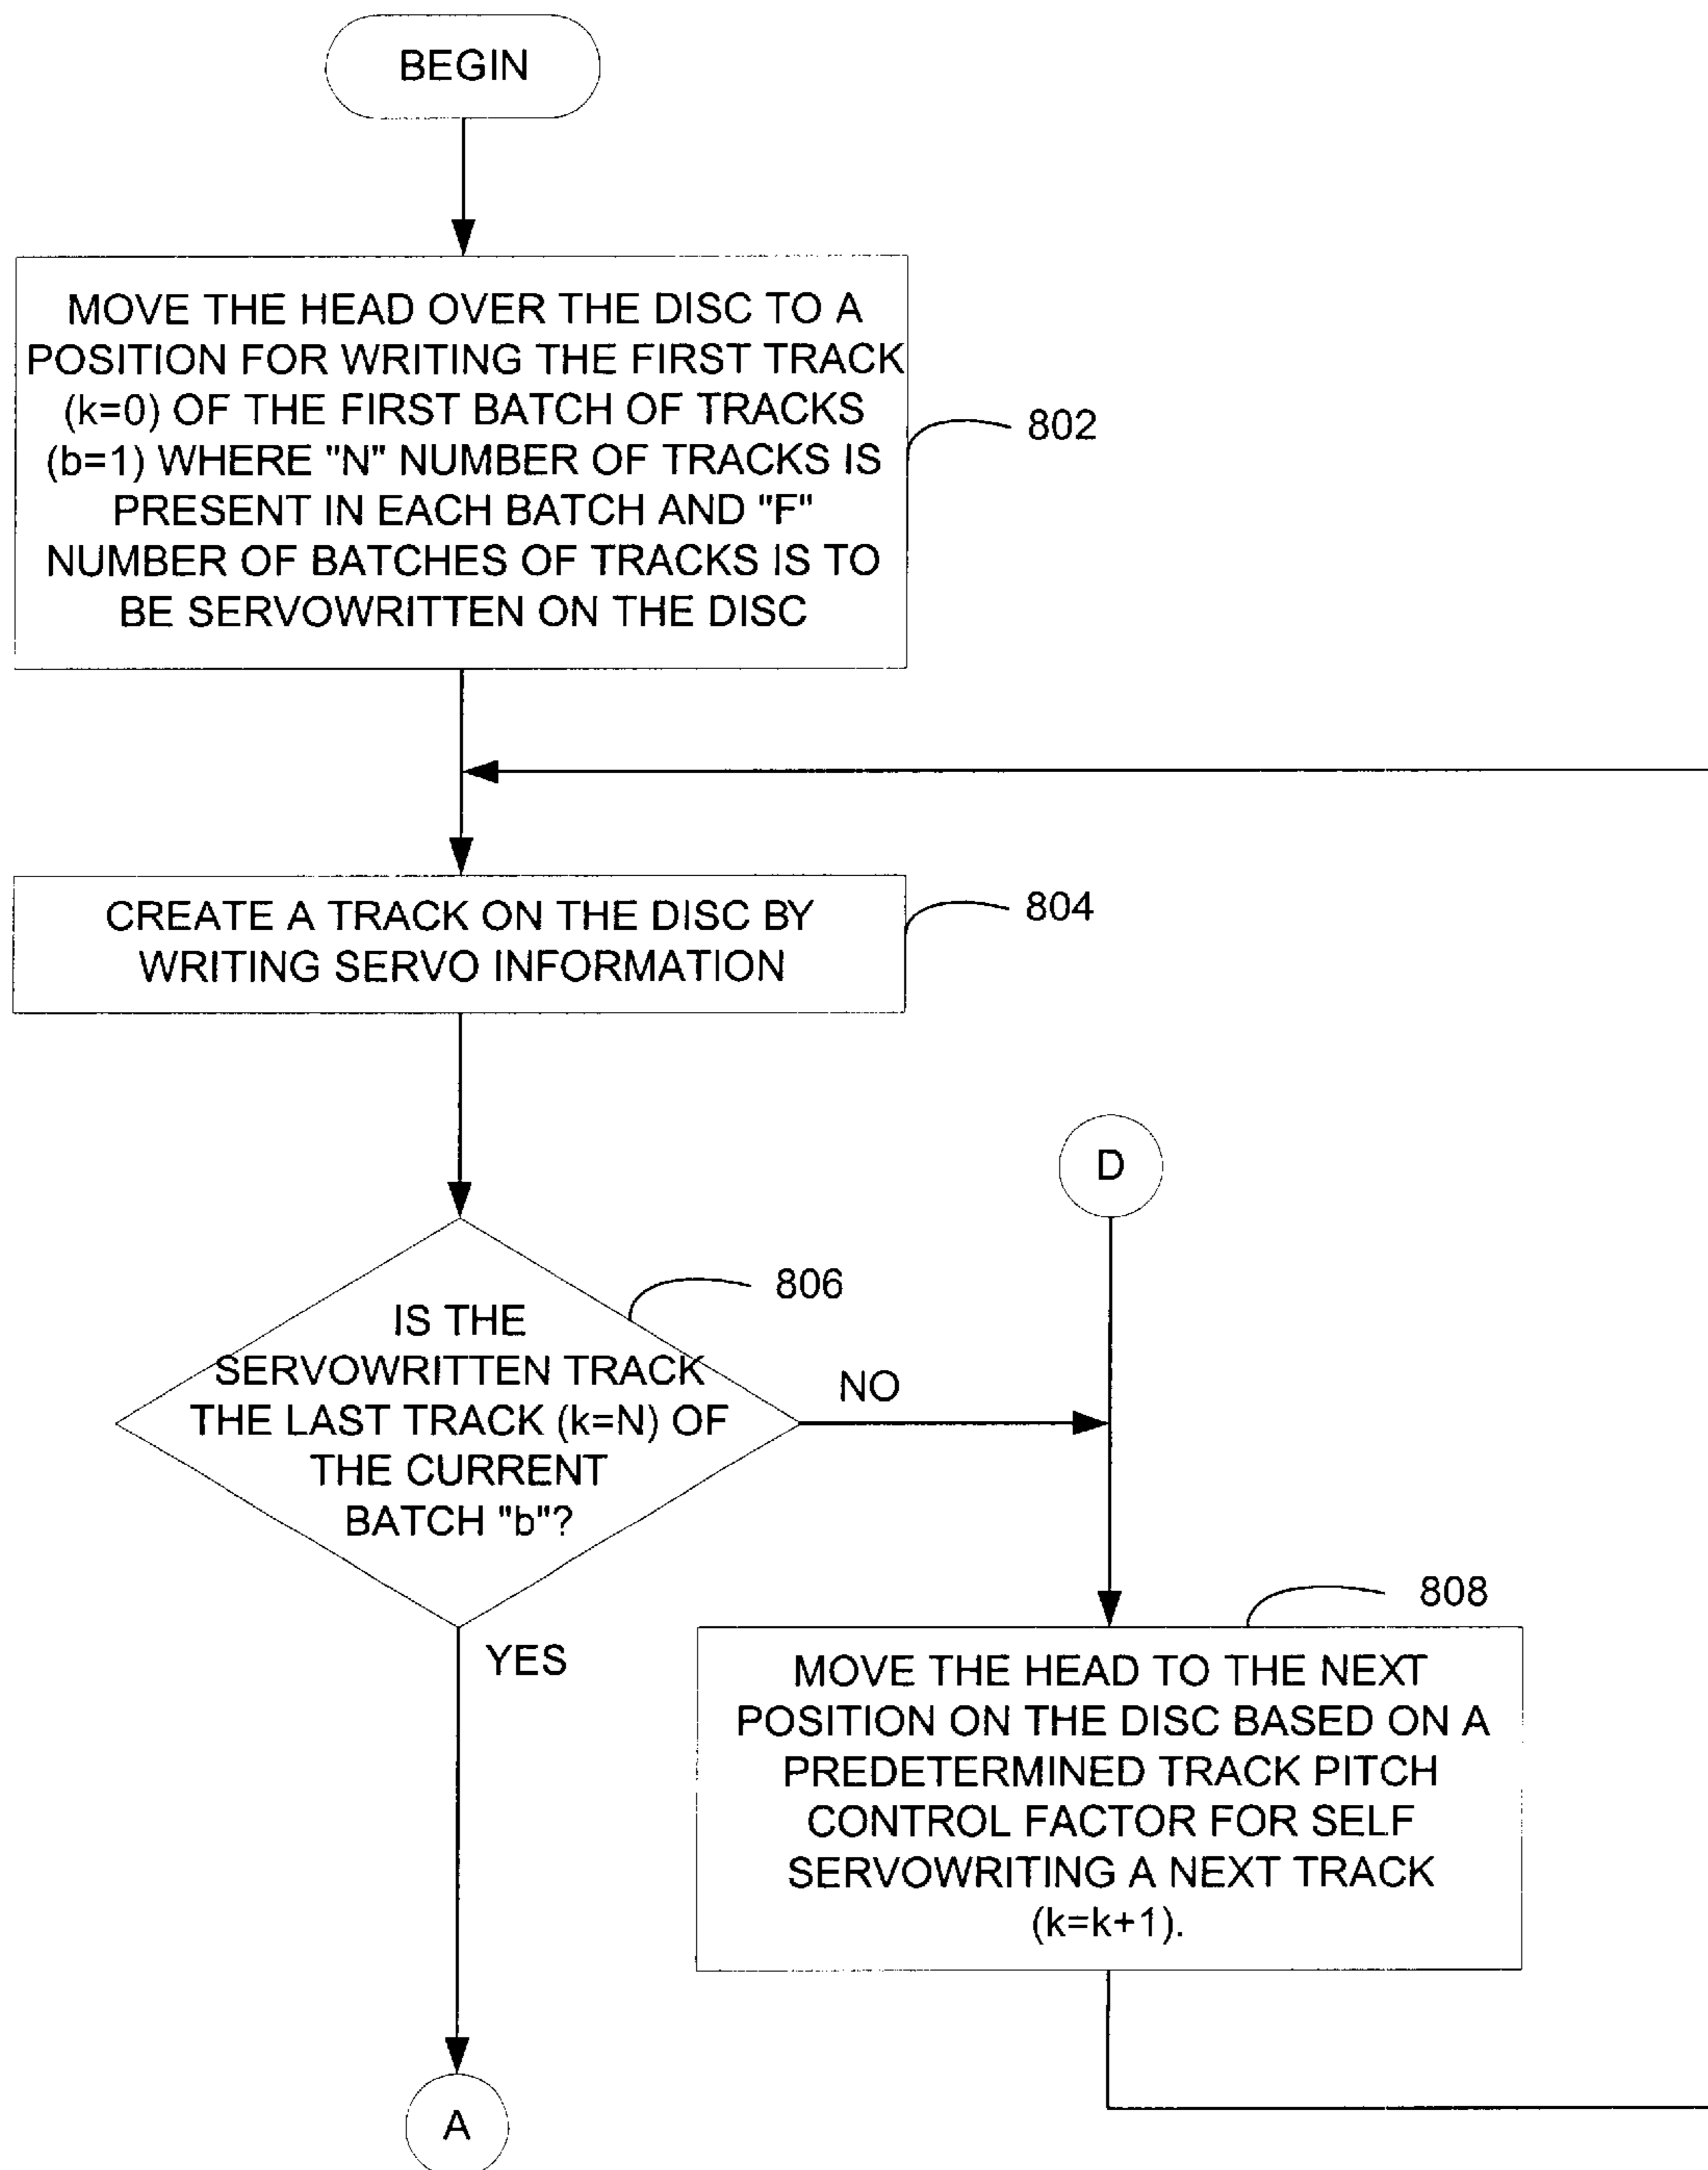 BEGIN
MOVE THE HEAD OVER THE DISC TO A
POSITION FOR WRITING THE FIRST TRACK
(k=0) OF THE FIRST BATCH OF TRACKS
(b=1) WHERE "N" NUMBER OF TRACKS IS
PRESENT IN EACH BATCH AND "F"
NUMBER OF BATCHES OF TRACKS IS TO
BE SERVOWRITTEN ON THE DISC
802
CREATE A TRACK ON THE DISC BY
WRITING SERVO INFORMATION
804
D
806
IS THE
SERVOWRITTEN TRACK
THE LAST TRACK (k=N) OF
THE CURRENT
BATCH "b"?
NO
YES
808
MOVE THE HEAD TO THE NEXT
POSITION ON THE DISC BASED ON A
PREDETERMINED TRACK PITCH
CONTROL FACTOR FOR SELF
SERVOWRITING A NEXT TRACK
(k=k+1).
A